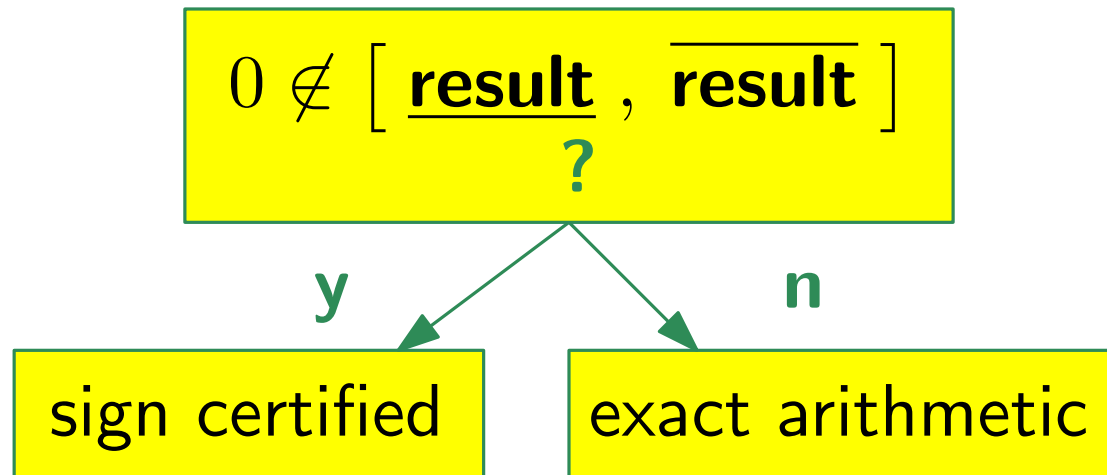 0 ∉ [ result , result ]
?
y n
sign certified exact arithmetic